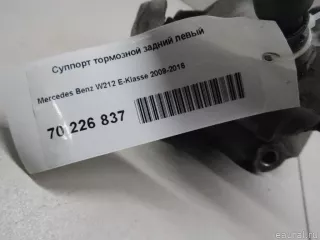 Суппорт тормозной задний левый
Mercedes Benz W212 E-Klasse 2009-2016
70 226 837